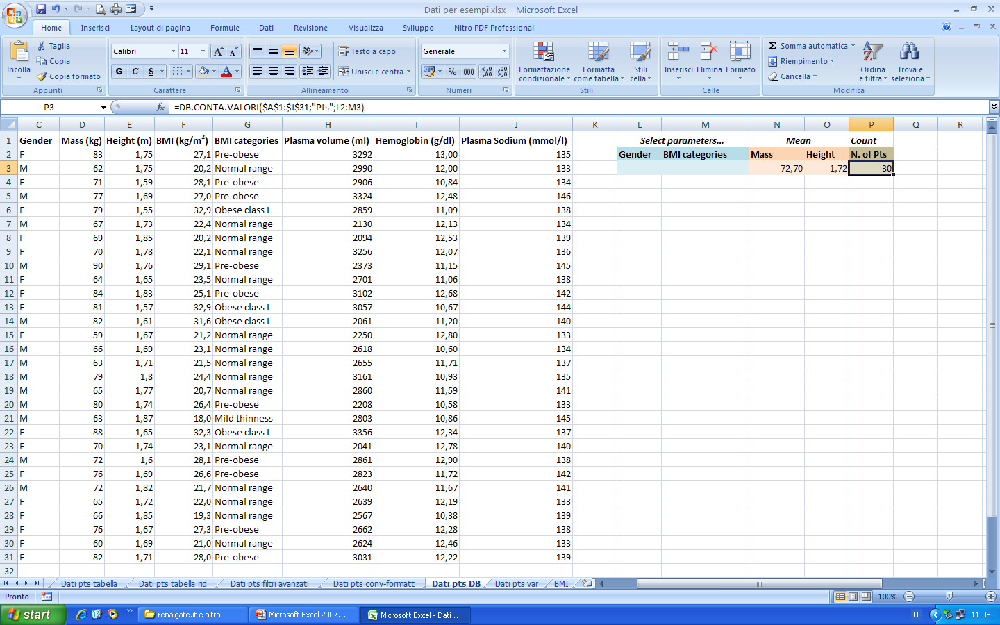 Dati per esempi.xlsx - Microsoft Excel
Home Inserisci Layout di pagina Formule Dati Revisione Visualizza Sviluppo Nitro PDF Professional
Incolla
Taglia
Copia
Copia formato
Appunti
Calibri 11
G C S
Carattere
Testo a capo
Unisci e centra
Allineamento
Generale
% 000
Numeri
Formattazione condizionale
Formatta come tabella
Stili cella
Stili
Inserisci Elimina Formato
Celle
Σ Somma automatica
Riempimento
Cancella
Ordina e filtra
Trova e seleziona
Modifica
P3 fx =DB.CONTA.VALORI($A$1:$J$31;"Pts";L2:M3)
C D E F G H I J K L M N O P Q R
1 Gender Mass (kg) Height (m) BMI (kg/m²) BMI categories Plasma volume (ml) Hemoglobin (g/dl) Plasma Sodium (mmol/l) Select parameters... Mean Count
2 F 83 1,75 27,1 Pre-obese 3292 13,00 135 Gender BMI categories Mass Height N. of Pts
3 M 62 1,75 20,2 Normal range 2990 12,00 133 72,70 1,72 30
4 F 71 1,59 28,1 Pre-obese 2906 10,84 134
5 M 77 1,69 27,0 Pre-obese 3324 12,48 146
6 F 79 1,55 32,9 Obese class I 2859 11,09 138
7 M 67 1,73 22,4 Normal range 2130 12,13 134
8 F 69 1,85 20,2 Normal range 2094 12,53 139
9 F 70 1,78 22,1 Normal range 3256 12,07 136
10 M 90 1,76 29,1 Pre-obese 2373 11,15 145
11 F 64 1,65 23,5 Normal range 2701 11,06 138
12 F 84 1,83 25,1 Pre-obese 3102 12,68 142
13 F 81 1,57 32,9 Obese class I 3057 10,67 144
14 M 82 1,61 31,6 Obese class I 2061 11,20 140
15 F 59 1,67 21,2 Normal range 2250 12,80 133
16 M 66 1,69 23,1 Normal range 2618 10,60 134
17 M 63 1,71 21,5 Normal range 2655 11,71 137
18 M 79 1,8 24,4 Normal range 3161 10,93 135
19 M 65 1,77 20,7 Normal range 2860 11,59 141
20 M 80 1,74 26,4 Pre-obese 2208 10,58 133
21 M 63 1,87 18,0 Mild thinness 2803 10,86 145
22 F 88 1,65 32,3 Obese class I 3356 12,34 137
23 F 70 1,74 23,1 Normal range 2041 12,78 140
24 M 72 1,6 28,1 Pre-obese 2861 12,90 138
25 F 76 1,69 26,6 Pre-obese 2823 11,72 142
26 M 72 1,82 21,7 Normal range 2640 11,67 141
27 F 65 1,72 22,0 Normal range 2639 12,19 133
28 F 66 1,85 19,3 Normal range 2567 10,38 139
29 F 76 1,67 27,3 Pre-obese 2662 12,28 138
30 F 60 1,69 21,0 Normal range 2624 12,46 133
31 F 82 1,71 28,0 Pre-obese 3031 12,22 139
32
Dati pts tabella Dati pts tabella rid Dati pts filtri avanzati Dati pts conv-formatt Dati pts DB Dati pts var BMI
Pronto 100%
start renalgate.it e altro Microsoft Excel 2007... Microsoft Excel - Dati ... IT 11.08